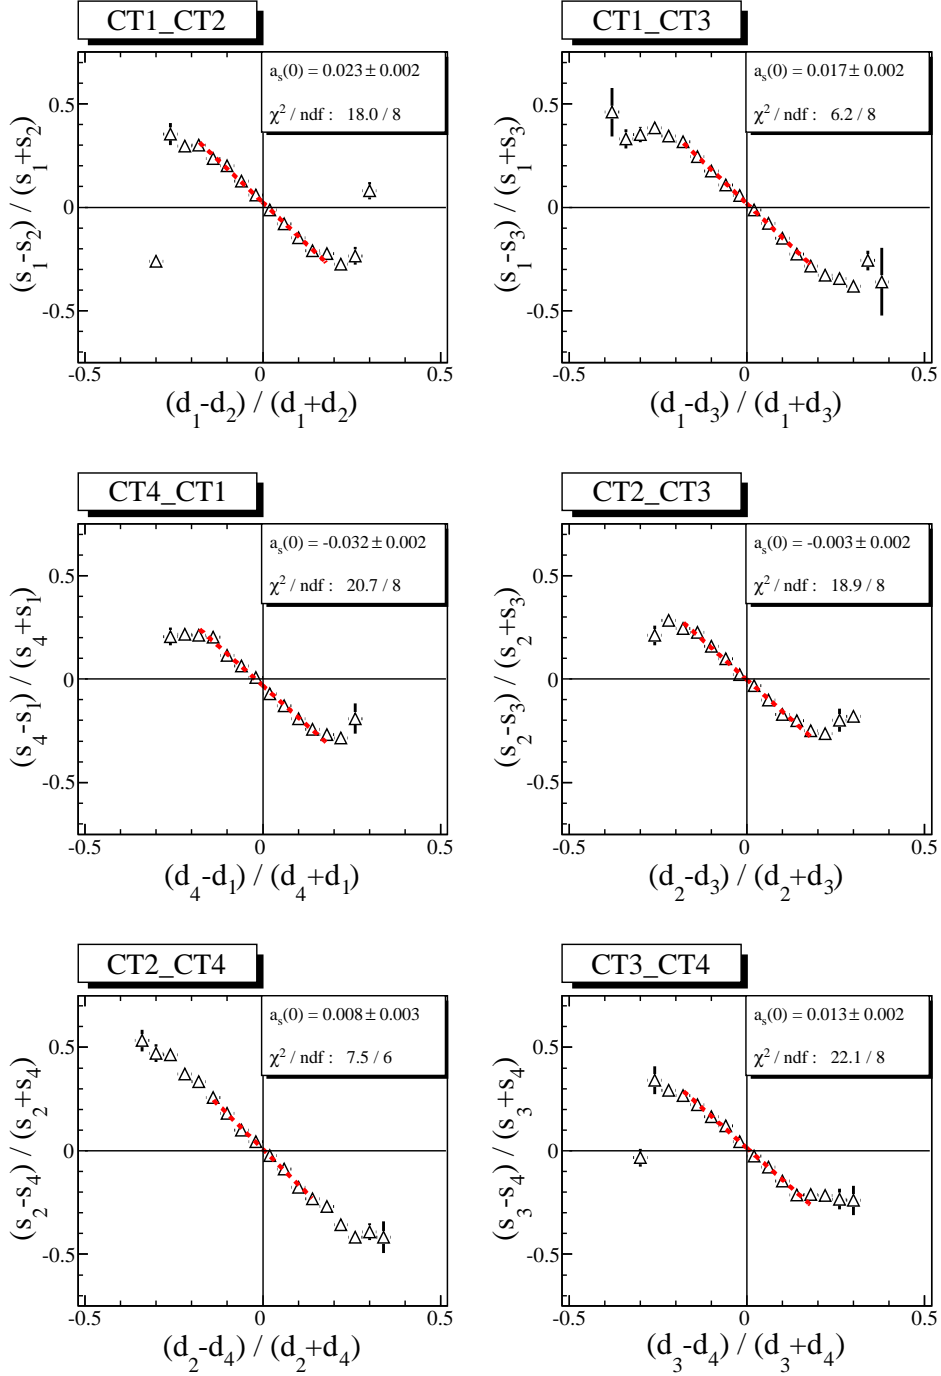 CT1_CT2
a_s(0) = 0.023 ± 0.002
χ² / ndf : 18.0 / 8
(s_1-s_2) / (s_1+s_2)
0.5
0
-0.5
-0.5 0 0.5
(d_1-d_2) / (d_1+d_2)
CT1_CT3
a_s(0) = 0.017 ± 0.002
χ² / ndf : 6.2 / 8
(s_1-s_3) / (s_1+s_3)
0.5
0
-0.5
-0.5 0 0.5
(d_1-d_3) / (d_1+d_3)
CT4_CT1
a_s(0) = -0.032 ± 0.002
χ² / ndf : 20.7 / 8
(s_4-s_1) / (s_4+s_1)
0.5
0
-0.5
-0.5 0 0.5
(d_4-d_1) / (d_4+d_1)
CT2_CT3
a_s(0) = -0.003 ± 0.002
χ² / ndf : 18.9 / 8
(s_2-s_3) / (s_2+s_3)
0.5
0
-0.5
-0.5 0 0.5
(d_2-d_3) / (d_2+d_3)
CT2_CT4
a_s(0) = 0.008 ± 0.003
χ² / ndf : 7.5 / 6
(s_2-s_4) / (s_2+s_4)
0.5
0
-0.5
-0.5 0 0.5
(d_2-d_4) / (d_2+d_4)
CT3_CT4
a_s(0) = 0.013 ± 0.002
χ² / ndf : 22.1 / 8
(s_3-s_4) / (s_3+s_4)
0.5
0
-0.5
-0.5 0 0.5
(d_3-d_4) / (d_3+d_4)